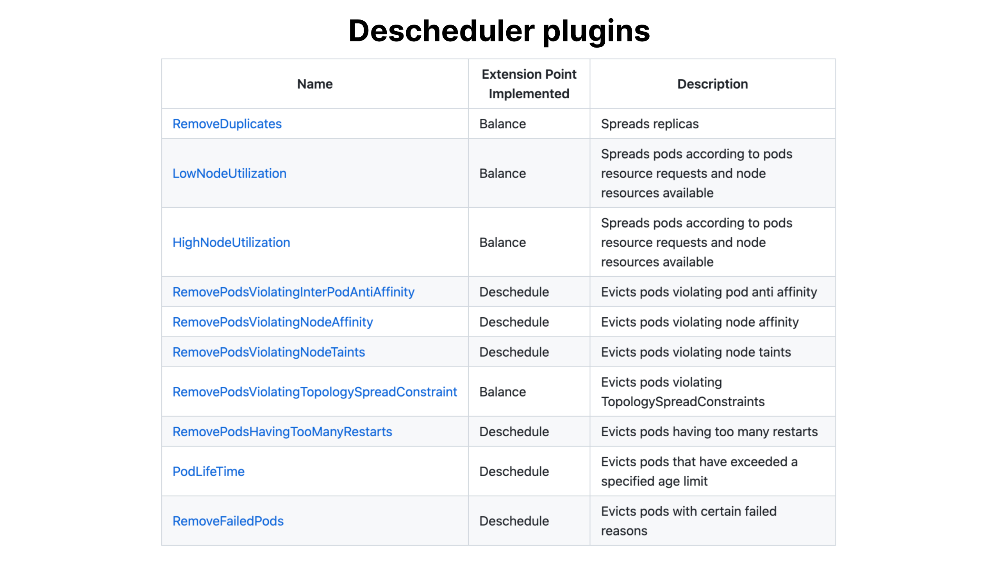 Descheduler plugins
Name
Extension Point
Implemented
Description
RemoveDuplicates
Balance
Spreads replicas
LowNodeUtilization
Balance
Spreads pods according to pods
resource requests and node
resources available
HighNodeUtilization
Balance
Spreads pods according to pods
resource requests and node
resources available
RemovePodsViolatingInterPodAntiAffinity
Deschedule
Evicts pods violating pod anti affinity
RemovePodsViolatingNodeAffinity
Deschedule
Evicts pods violating node affinity
RemovePodsViolatingNodeTaints
Deschedule
Evicts pods violating node taints
RemovePodsViolatingTopologySpreadConstraint
Balance
Evicts pods violating
TopologySpreadConstraints
RemovePodsHavingTooManyRestarts
Deschedule
Evicts pods having too many restarts
PodLifeTime
Deschedule
Evicts pods that have exceeded a
specified age limit
RemoveFailedPods
Deschedule
Evicts pods with certain failed
reasons